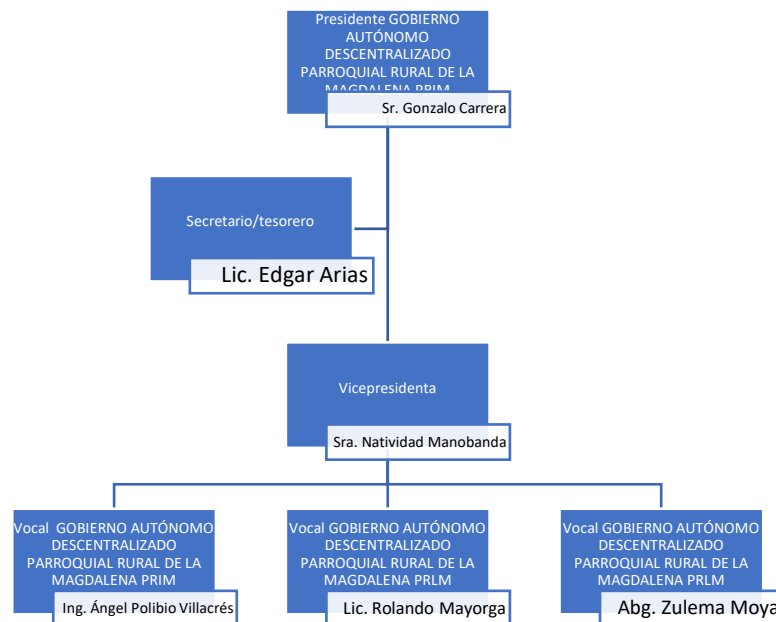 Presidente GOBIERNO
AUTÓNOMO
DESCENTRALIZADO
PARROQUIAL RURAL DE LA
MAGDALENA PRIM
Sr. Gonzalo Carrera
Secretario/tesorero
Lic. Edgar Arias
Vicepresidenta
Sra. Natividad Manobanda
Vocal GOBIERNO AUTÓNOMO
DESCENTRALIZADO
PARROQUIAL RURAL DE LA
MAGDALENA PRIM
Ing. Ángel Polibio Villacrés
Vocal GOBIERNO AUTÓNOMO
DESCENTRALIZADO
PARROQUIAL RURAL DE LA
MAGDALENA PRLM
Lic. Rolando Mayorga
Vocal GOBIERNO AUTÓNOMO
DESCENTRALIZADO
PARROQUIAL RURAL DE LA
MAGDALENA PRLM
Abg. Zulema Moya